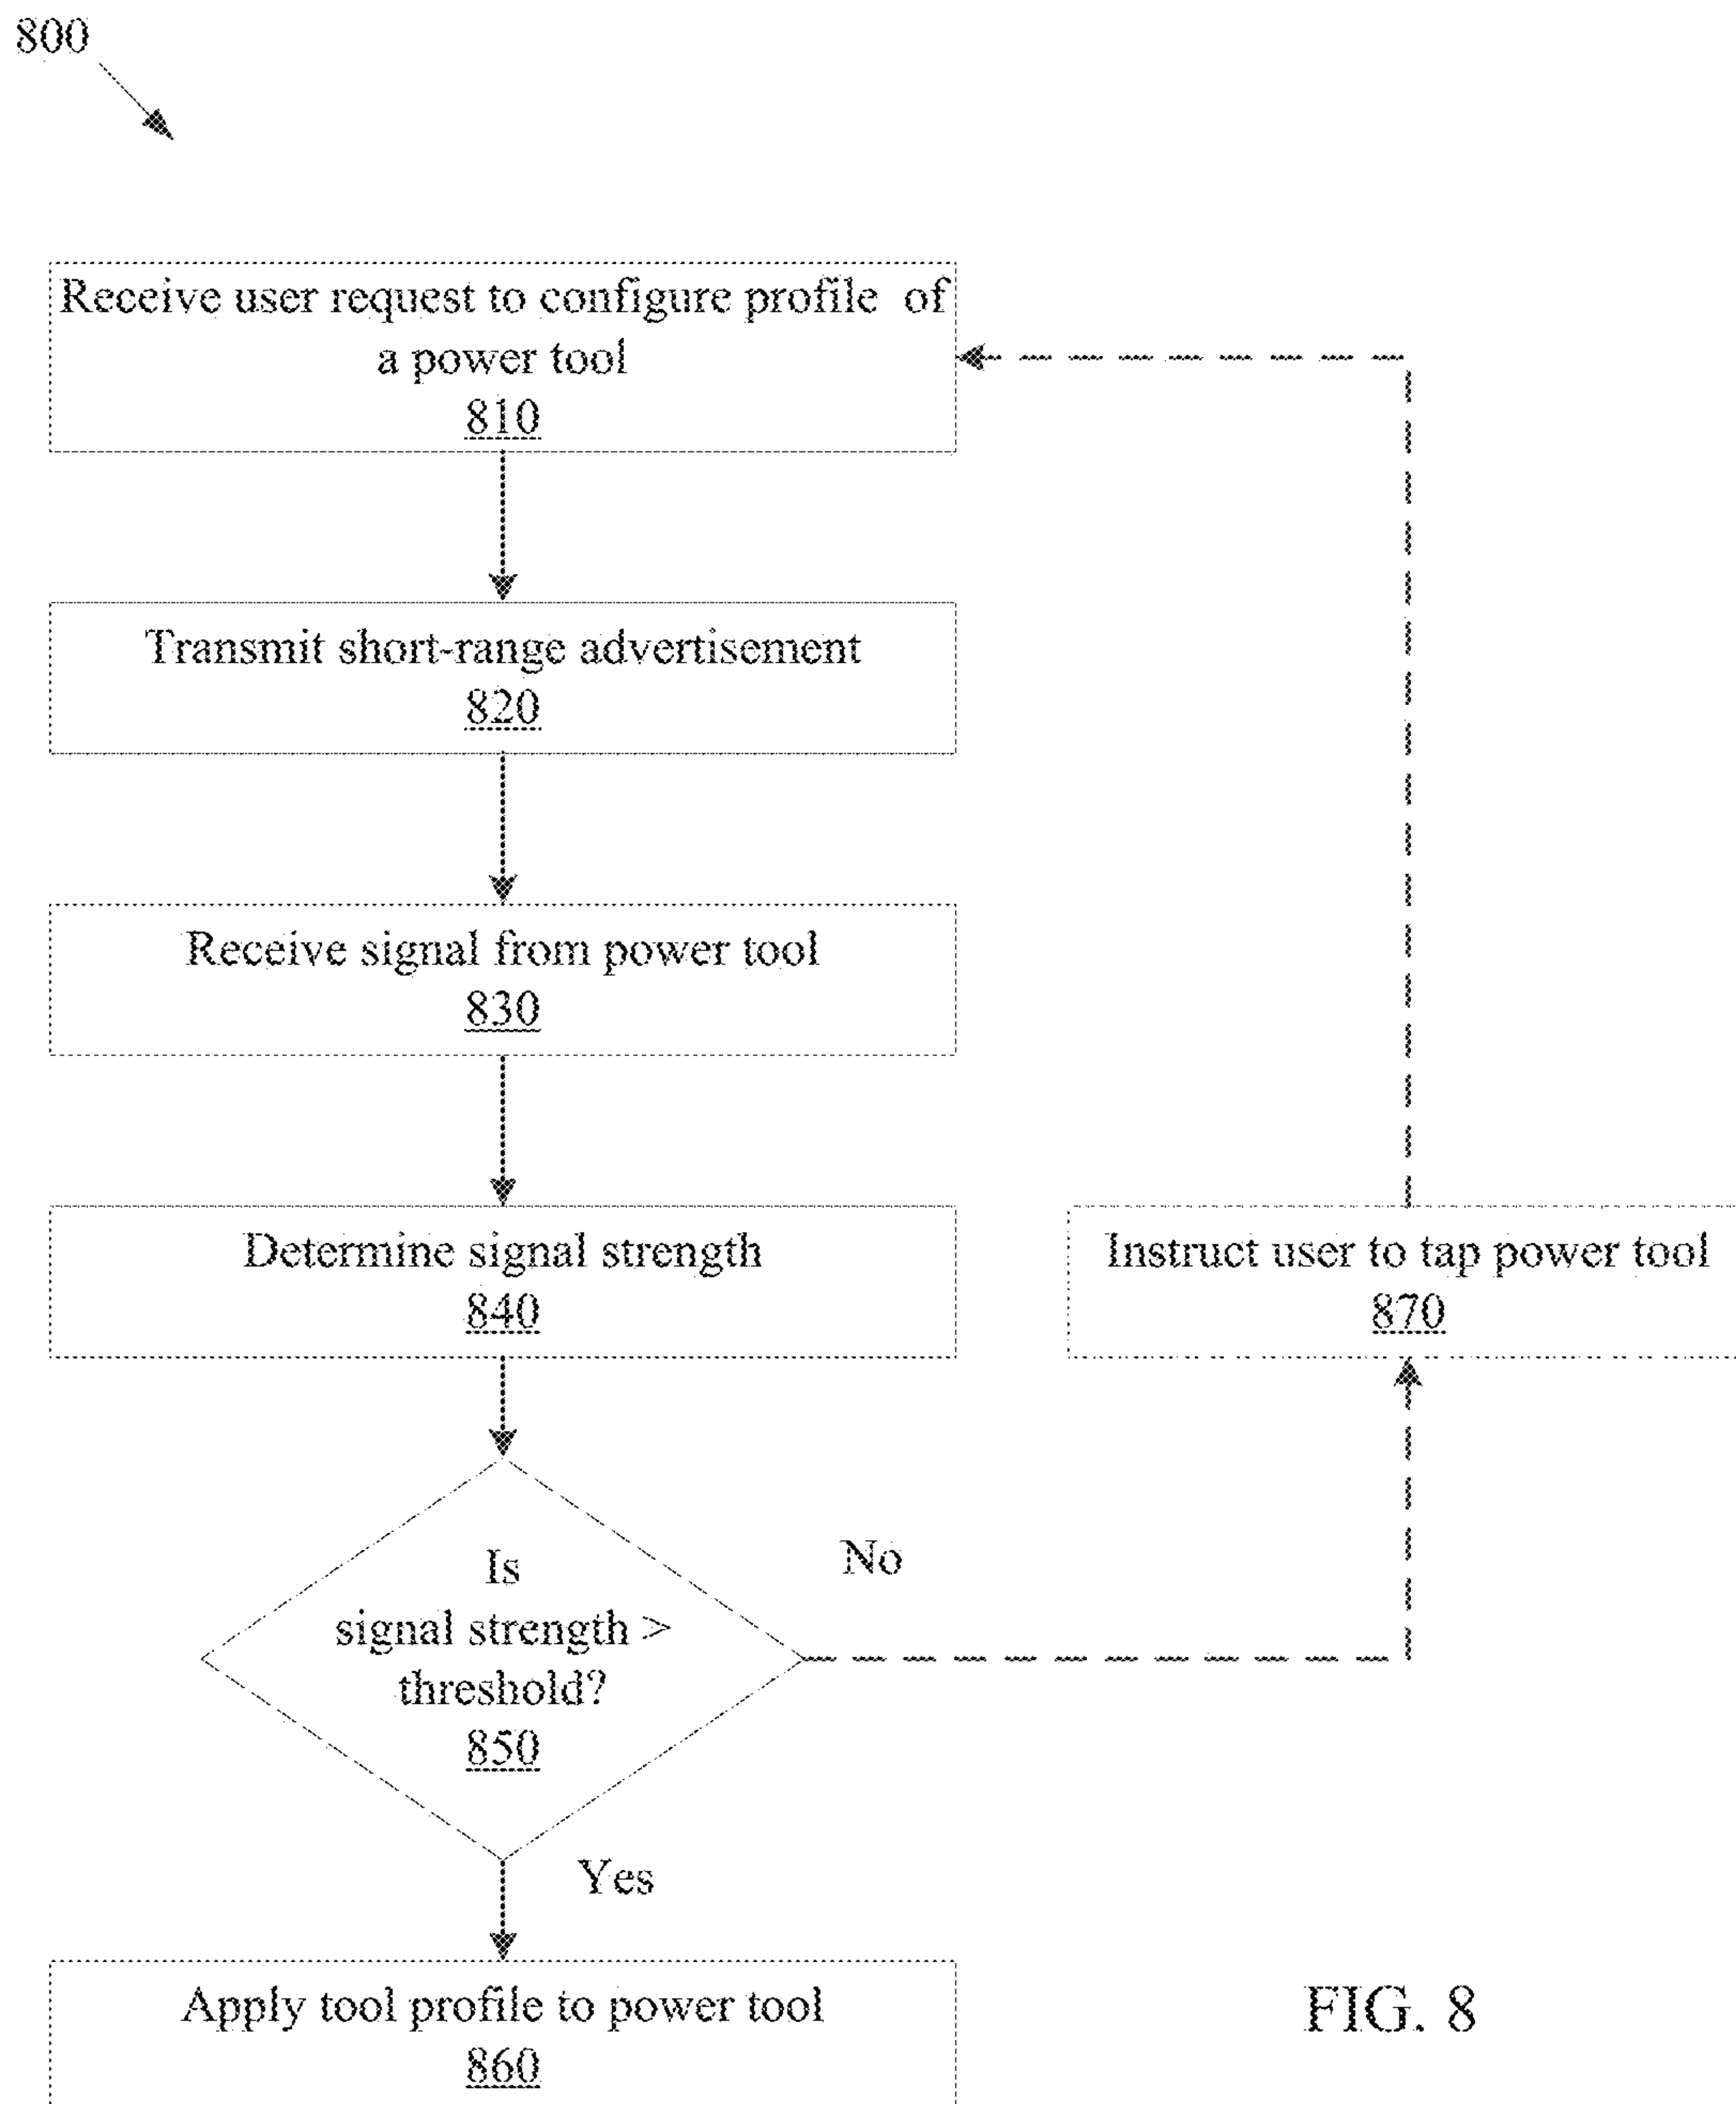 800
Receive user request to configure profile of
a power tool
810
Transmit short-range advertisement
820
Receive signal from power tool
830
Determine signal strength
840
Instruct user to tap power tool
870
Is
signal strength >
threshold?
850
No
Yes
Apply tool profile to power tool
860
FIG. 8